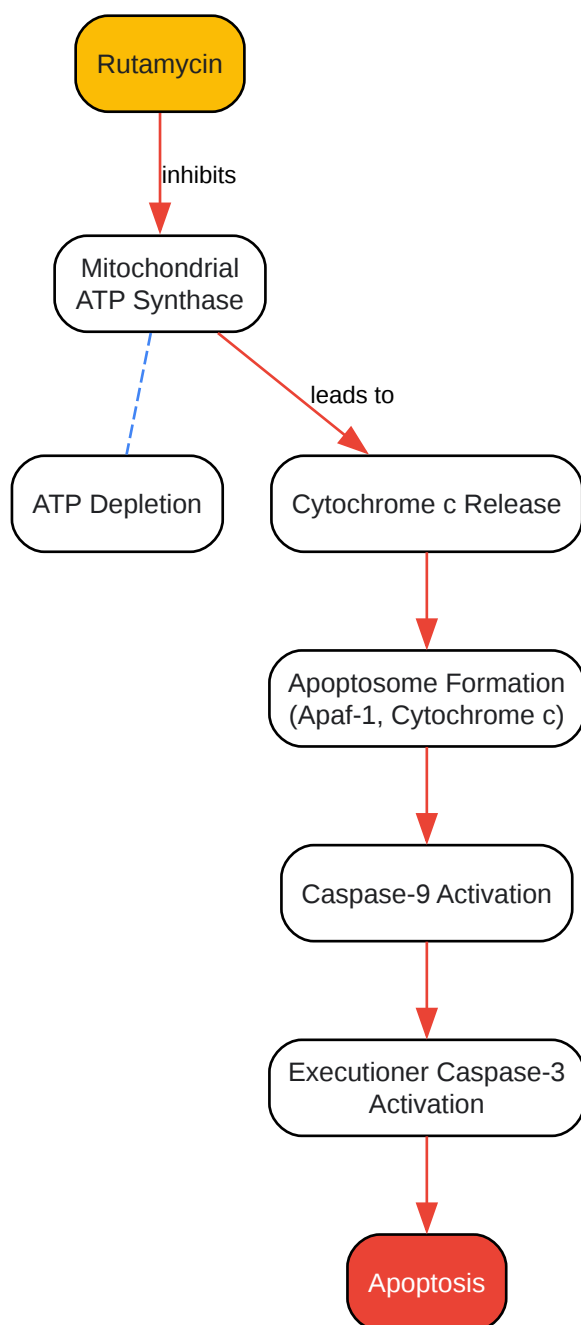 Rutamycin
inhibits
Mitochondrial
ATP Synthase
leads to
ATP Depletion
Cytochrome c Release
Apoptosome Formation
(Apaf-1, Cytochrome c)
Caspase-9 Activation
Executioner Caspase-3
Activation
Apoptosis